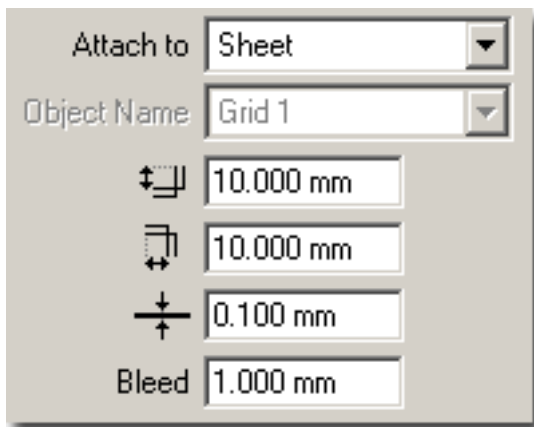 Attach to Sheet
Object Name Grid 1
10.000 mm
10.000 mm
0.100 mm
Bleed 1.000 mm